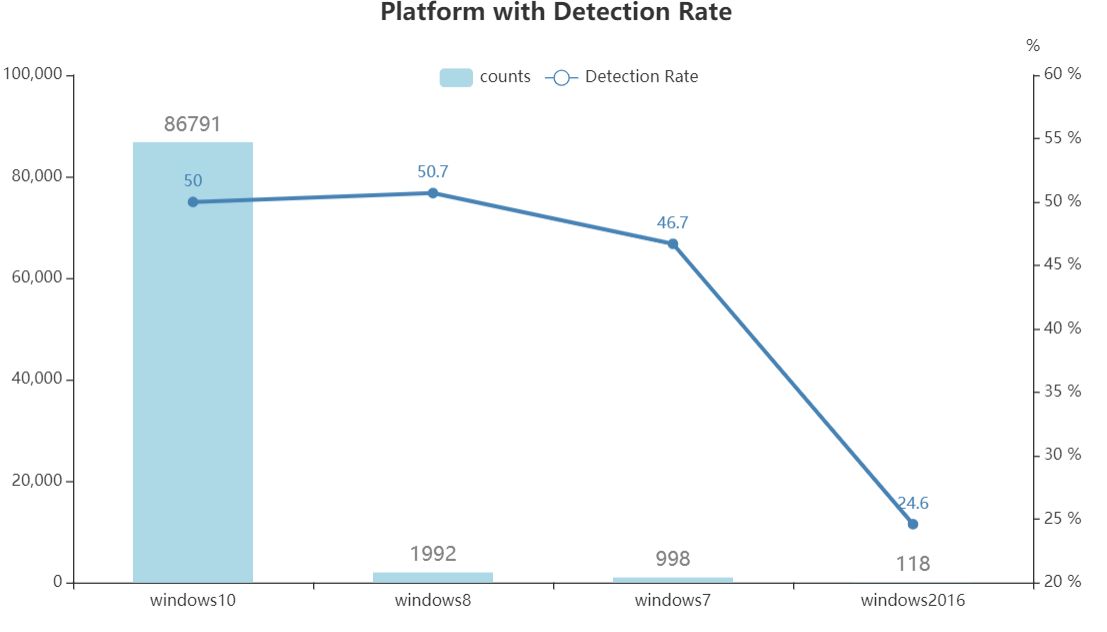 Platform with Detection Rate
%
counts Detection Rate
100,000 60 %
86791
55 %
80,000 50 50.7
50 %
46.7
60,000 45 %
40 %
40,000 35 %
30 %
20,000 24.6
25 %
1992 998 118
0 20 %
windows10 windows8 windows7 windows2016